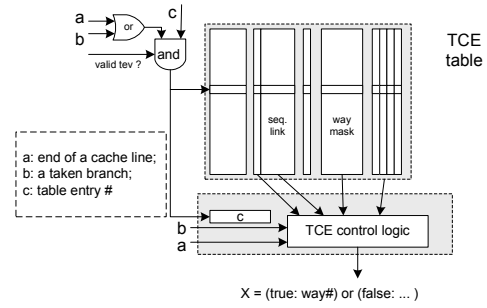 a
b
or
c
and
valid tev ?
TCE
table
seq.
link
way
mask
a: end of a cache line;
b: a taken branch;
c: table entry #
c
b
a
TCE control logic
X = (true: way#) or (false: ... )